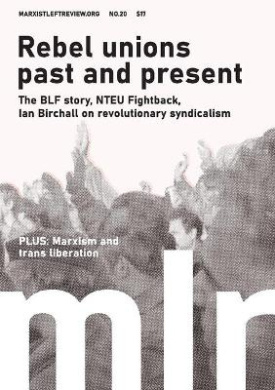 MARXISTLEFTREVIEW.ORG NO.20 $17
Rebel unions
past and present
The BLF story, NTEU Fightback,
Ian Birchall on revolutionary syndicalism
PLUS: Marxism and
trans liberation
mlr